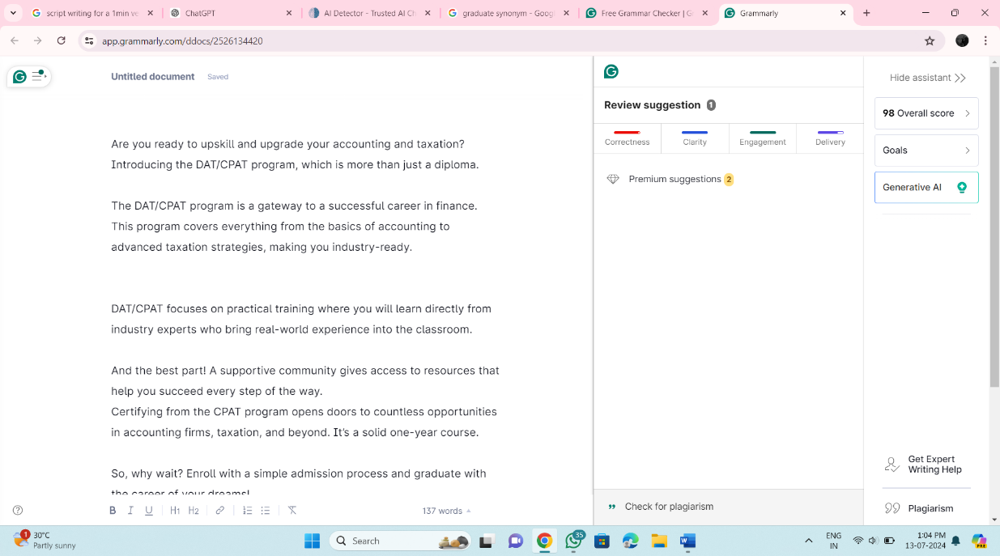 script writing for a 1min ve
ChatGPT
AI Detector - Trusted AI Ch
graduate synonym - Googl
Free Grammar Checker | G
Grammarly
app.grammarly.com/ddocs/2526134420
Untitled document Saved
Are you ready to upskill and upgrade your accounting and taxation?
Introducing the DAT/CPAT program, which is more than just a diploma.
The DAT/CPAT program is a gateway to a successful career in finance.
This program covers everything from the basics of accounting to
advanced taxation strategies, making you industry-ready.
DAT/CPAT focuses on practical training where you will learn directly from
industry experts who bring real-world experience into the classroom.
And the best part! A supportive community gives access to resources that
help you succeed every step of the way.
Certifying from the CPAT program opens doors to countless opportunities
in accounting firms, taxation, and beyond. It's a solid one-year course.
So, why wait? Enroll with a simple admission process and graduate with
the career of your dreams!
B I U H1 H2
137 words
Review suggestion 1
Correctness
Clarity
Engagement
Delivery
Premium suggestions 2
Check for plagiarism
Hide assistant
98 Overall score
Goals
Generative AI
Get Expert
Writing Help
Plagiarism
1
30°C
Partly sunny
Search
35
ENG
IN
1:04 PM
13-07-2024
PRE